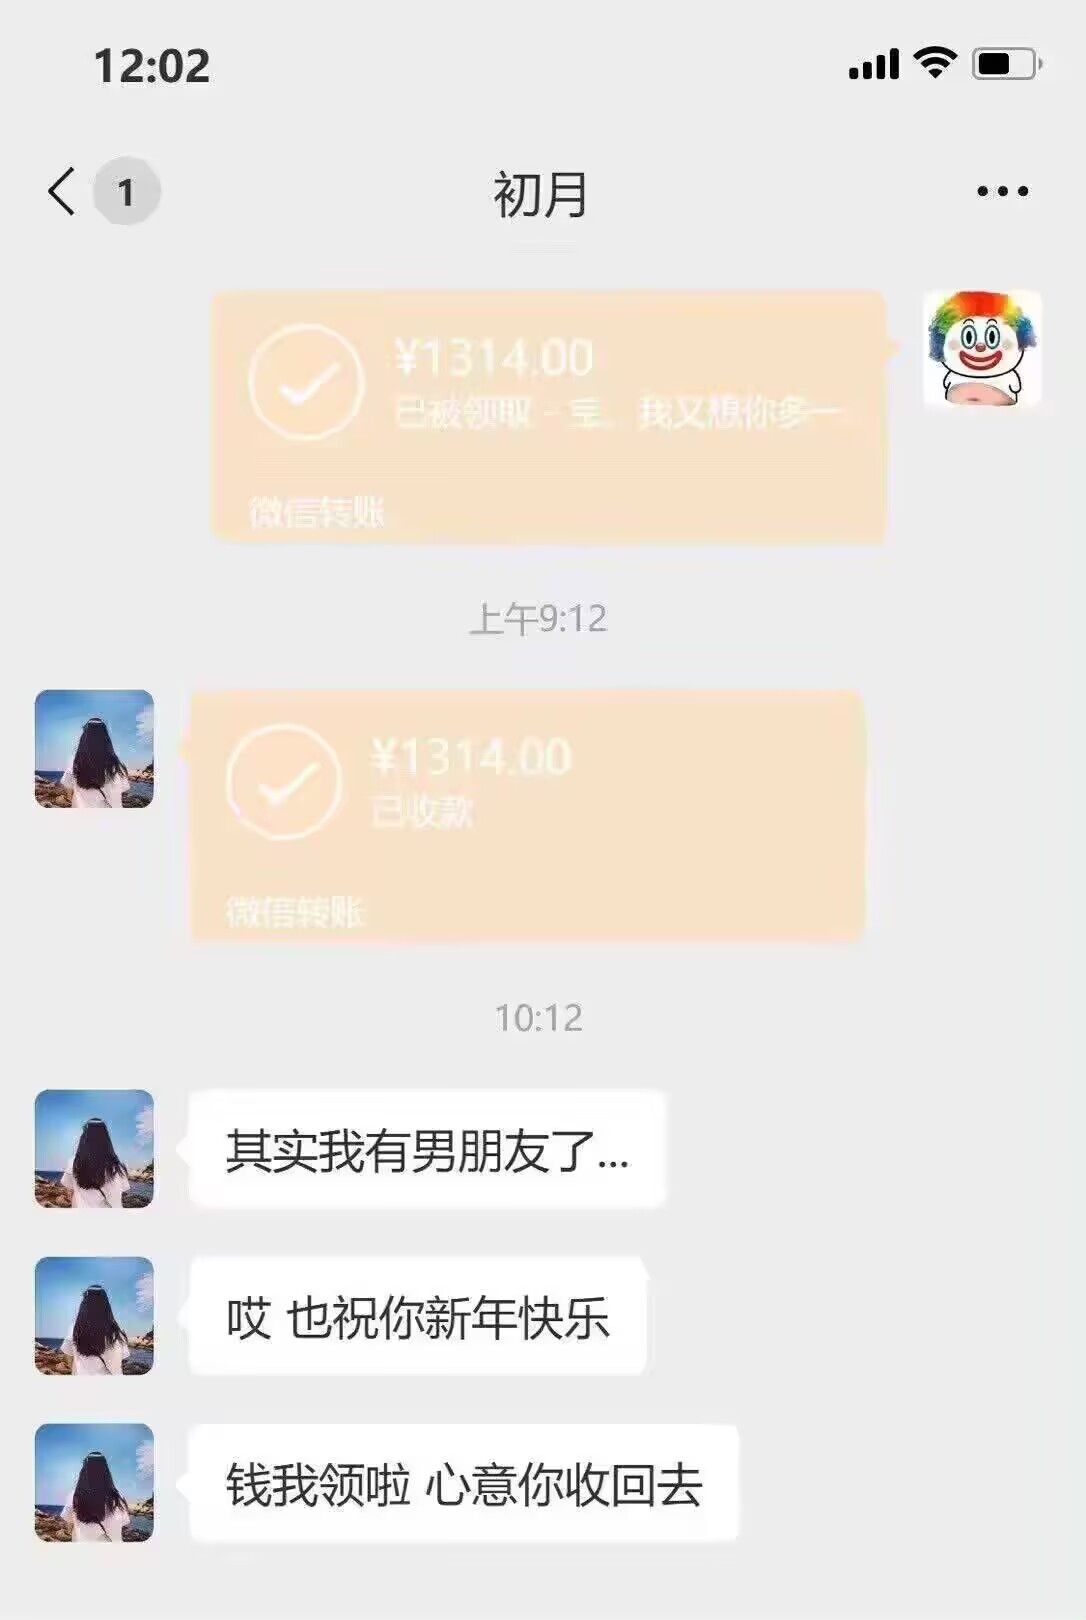 12:02
1
初月
¥1314.00
已被领取 - 宝、我又想你多一
微信转账
上午9:12
¥1314.00
已收款
微信转账
10:12
其实我有男朋友了...
哎 也祝你新年快乐
钱我领啦 心意你收回去